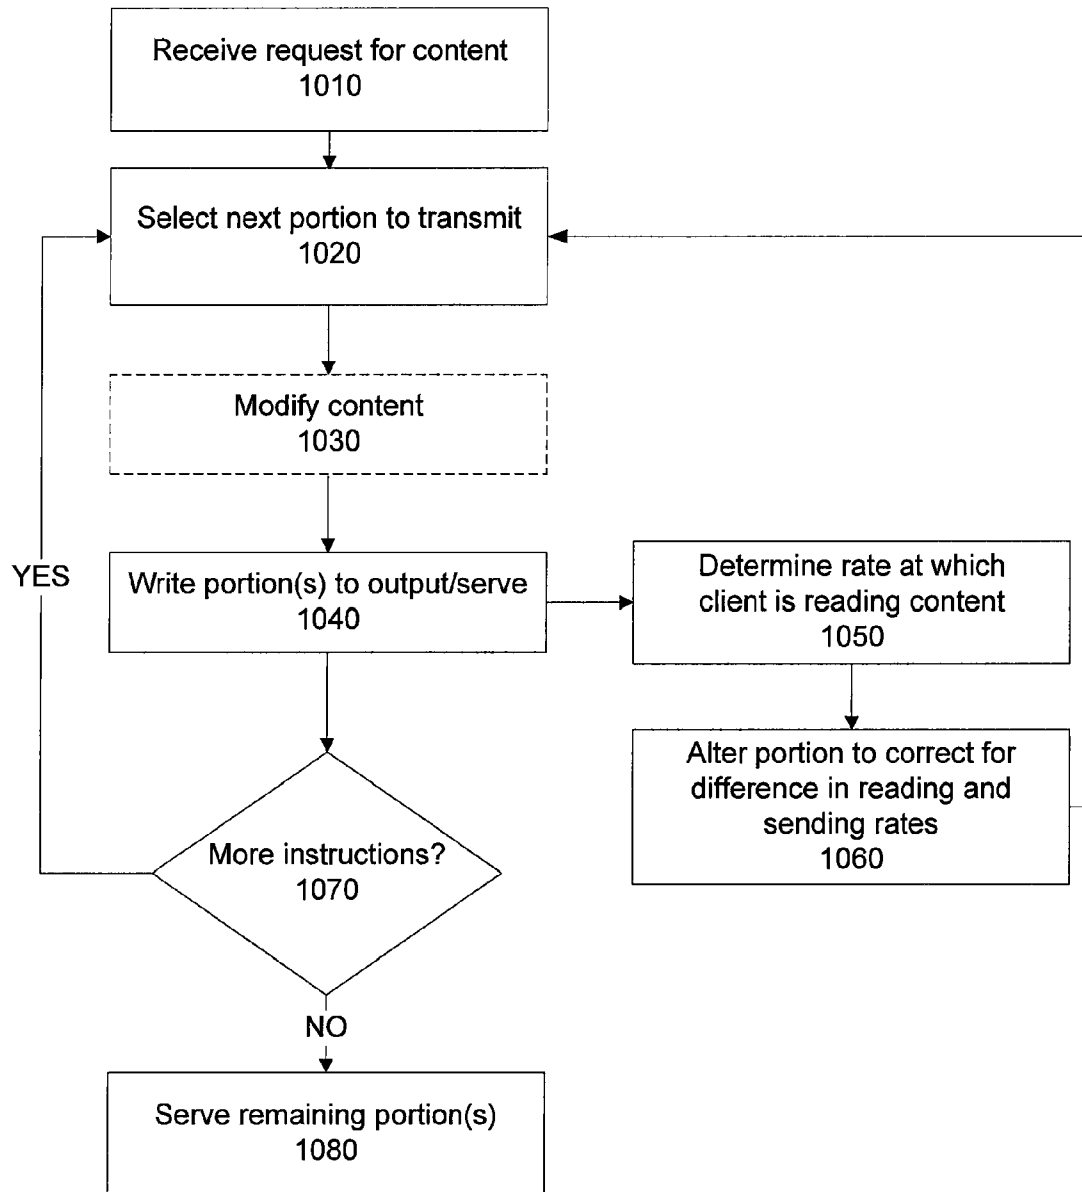 Receive request for content
1010
Select next portion to transmit
1020
Modify content
1030
YES
Write portion(s) to output/serve
1040
Determine rate at which
client is reading content
1050
Alter portion to correct for
difference in reading and
sending rates
1060
More instructions?
1070
NO
Serve remaining portion(s)
1080